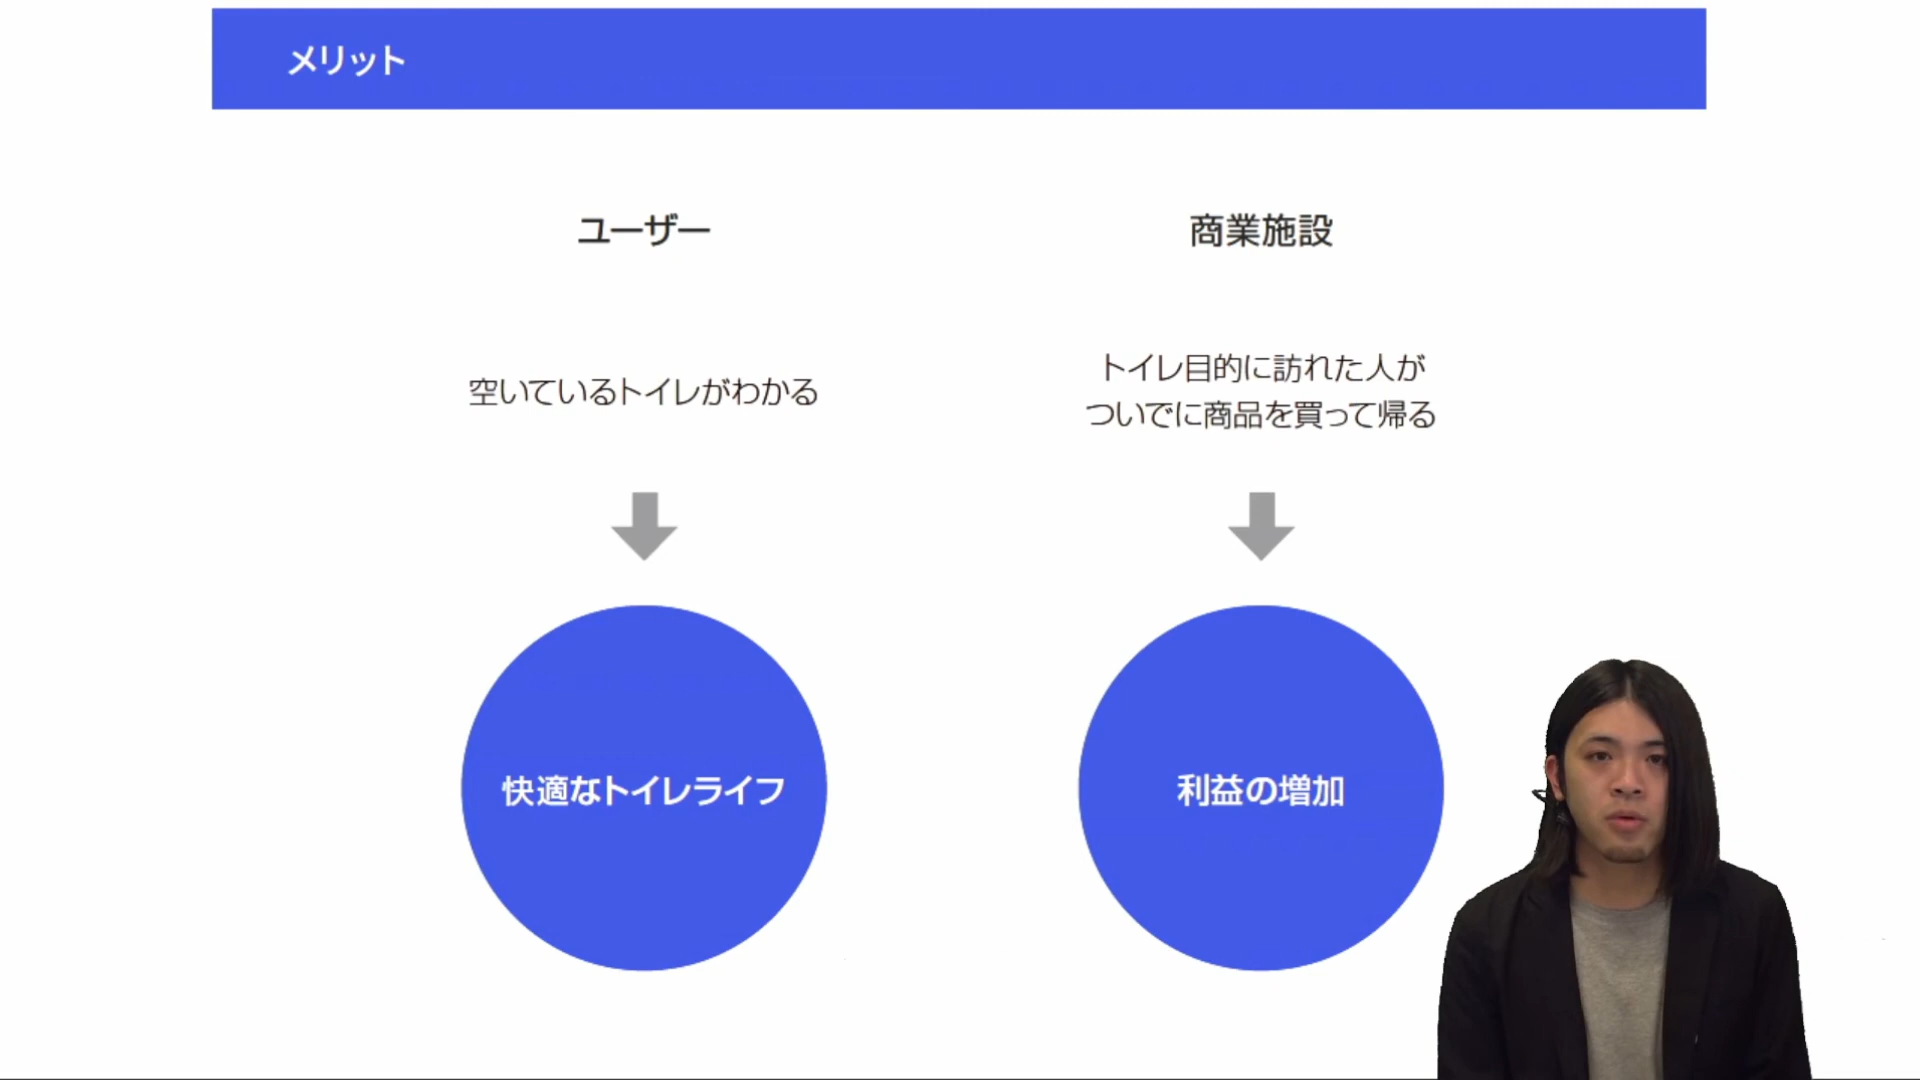 メリット
ユーザー
空いているトイレがわかる
快適なトイレライフ
商業施設
トイレ目的に訪れた人が
ついでに商品を買って帰る
利益の増加